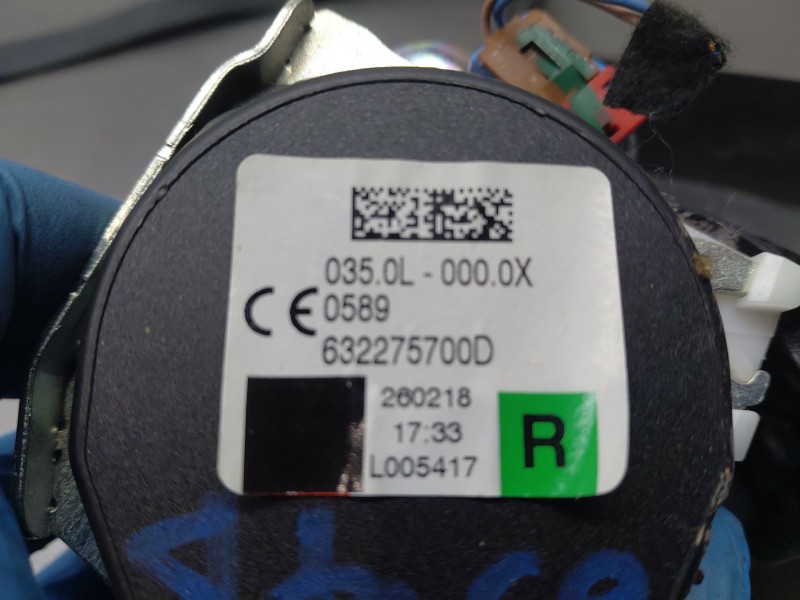 035.0L - 000.0X
CE 0589
632275700D
260218
17:33
L005417
R